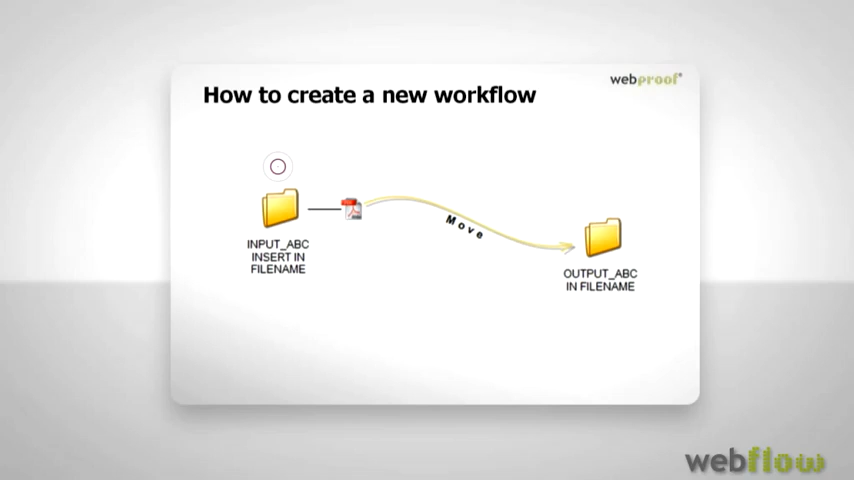 webproof®
How to create a new workflow
Move
INPUT_ABC
INSERT IN
FILENAME
OUTPUT_ABC
IN FILENAME
webflow